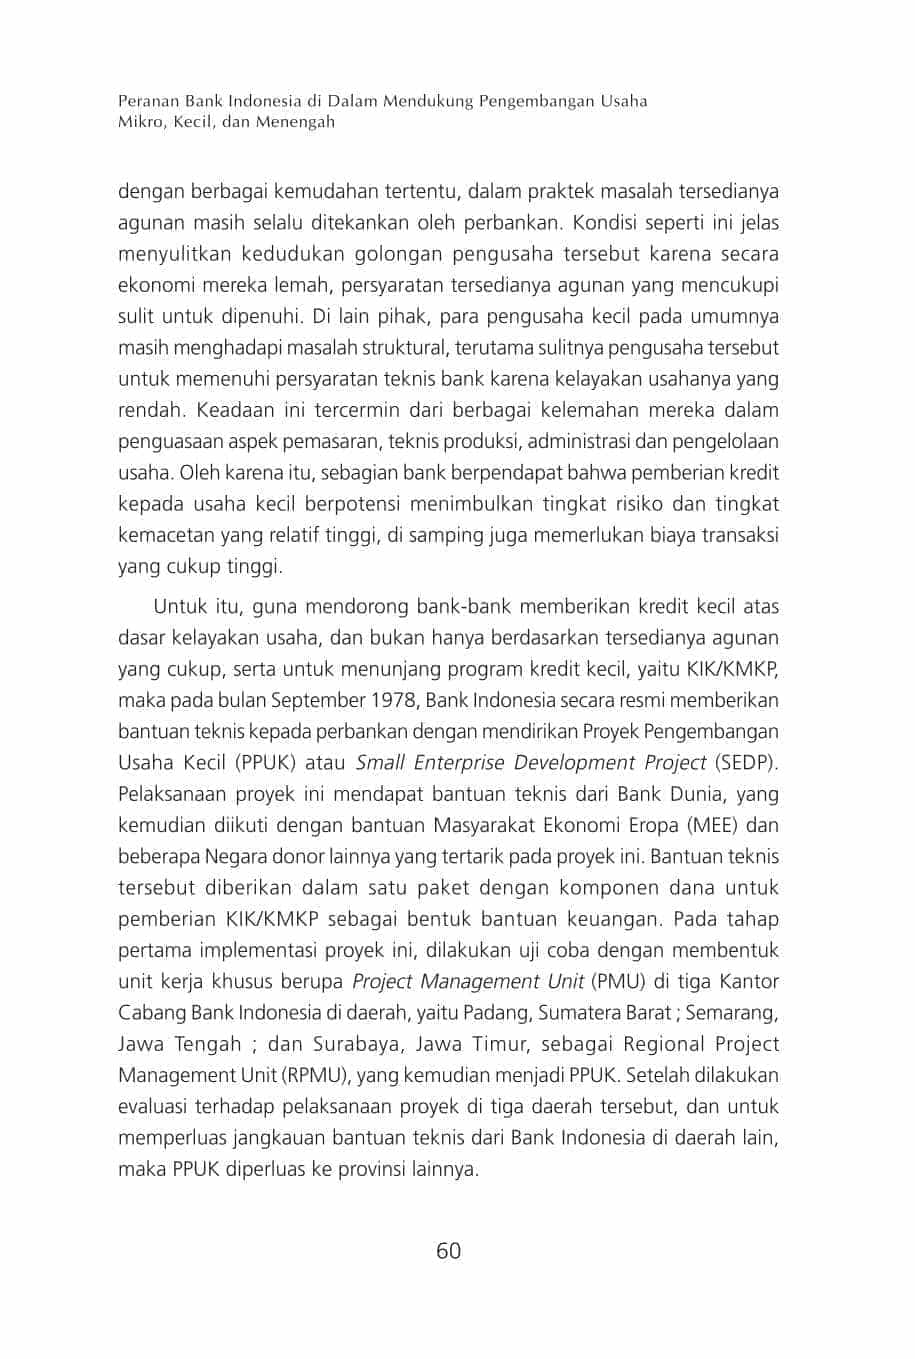 Peranan Bank Indonesia di Dalam Mendukung Pengembangan Usaha
Mikro, Kecil, dan Menengah
dengan berbagai kemudahan tertentu, dalam praktek masalah tersedianya
agunan masih selalu ditekankan oleh perbankan. Kondisi seperti ini jelas
menyulitkan kedudukan golongan pengusaha tersebut karena secara
ekonomi mereka lemah, persyaratan tersedianya agunan yang mencukupi
sulit untuk dipenuhi. Di lain pihak, para pengusaha kecil pada umumnya
masih menghadapi masalah struktural, terutama sulitnya pengusaha tersebut
untuk memenuhi persyaratan teknis bank karena kelayakan usahanya yang
rendah. Keadaan ini tercermin dari berbagai kelemahan mereka dalam
penguasaan aspek pemasaran, teknis produksi, administrasi dan pengelolaan
usaha. Oleh karena itu, sebagian bank berpendapat bahwa pemberian kredit
kepada usaha kecil berpotensi menimbulkan tingkat risiko dan tingkat
kemacetan yang relatif tinggi, di samping juga memerlukan biaya transaksi
yang cukup tinggi.
Untuk itu, guna mendorong bank-bank memberikan kredit kecil atas
dasar kelayakan usaha, dan bukan hanya berdasarkan tersedianya agunan
yang cukup, serta untuk menunjang program kredit kecil, yaitu KIK/KMKP,
maka pada bulan September 1978, Bank Indonesia secara resmi memberikan
bantuan teknis kepada perbankan dengan mendirikan Proyek Pengembangan
Usaha Kecil (PPUK) atau Small Enterprise Development Project (SEDP).
Pelaksanaan proyek ini mendapat bantuan teknis dari Bank Dunia, yang
kemudian diikuti dengan bantuan Masyarakat Ekonomi Eropa (MEE) dan
beberapa Negara donor lainnya yang tertarik pada proyek ini. Bantuan teknis
tersebut diberikan dalam satu paket dengan komponen dana untuk
pemberian KIK/KMKP sebagai bentuk bantuan keuangan. Pada tahap
pertama implementasi proyek ini, dilakukan uji coba dengan membentuk
unit kerja khusus berupa Project Management Unit (PMU) di tiga Kantor
Cabang Bank Indonesia di daerah, yaitu Padang, Sumatera Barat ; Semarang,
Jawa Tengah ; dan Surabaya, Jawa Timur, sebagai Regional Project
Management Unit (RPMU), yang kemudian menjadi PPUK. Setelah dilakukan
evaluasi terhadap pelaksanaan proyek di tiga daerah tersebut, dan untuk
memperluas jangkauan bantuan teknis dari Bank Indonesia di daerah lain,
maka PPUK diperluas ke provinsi lainnya.
60